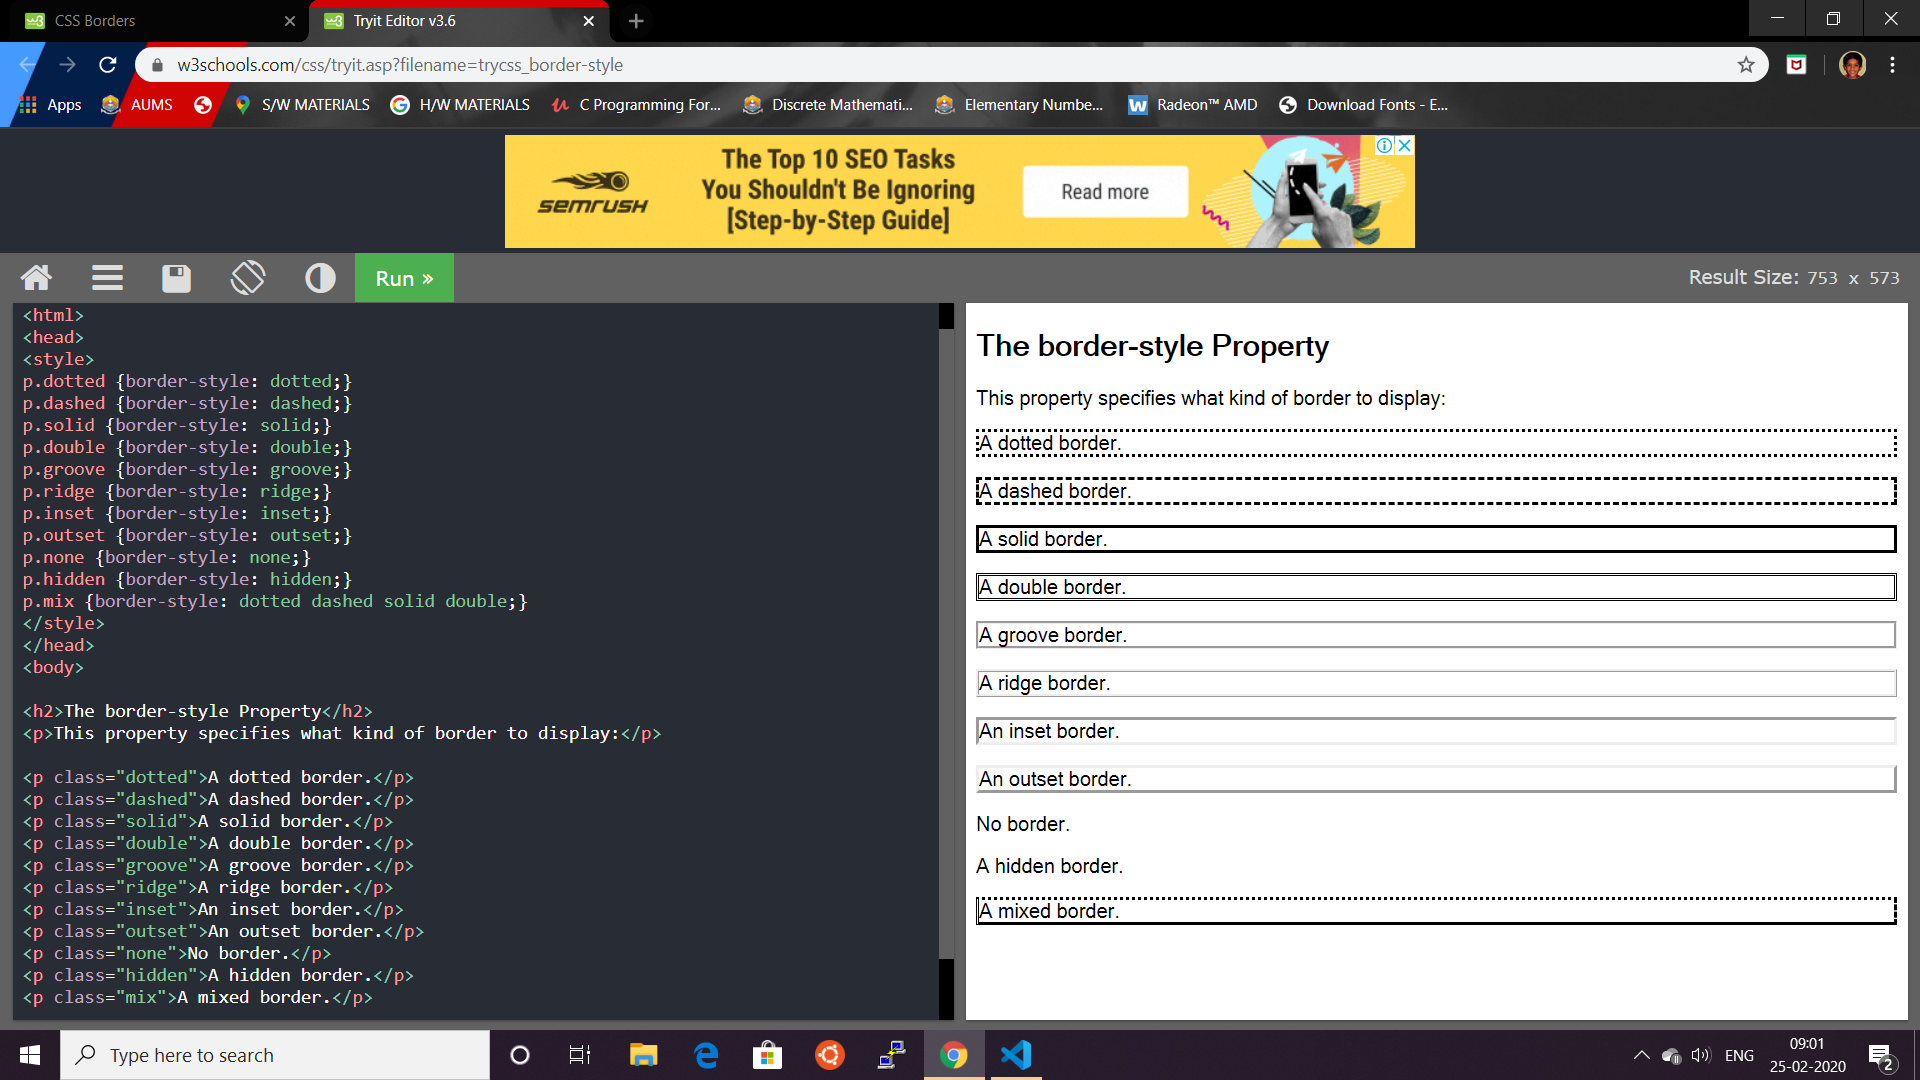 CSS Borders
Tryit Editor v3.6
w3schools.com/css/tryit.asp?filename=trycss_border-style
Apps AUMS S/W MATERIALS H/W MATERIALS C Programming For... Discrete Mathemati... Elementary Numbe... Radeon™ AMD Download Fonts - E...
SEMRUSH
The Top 10 SEO Tasks
You Shouldn't Be Ignoring
[Step-by-Step Guide]
Read more
Run »
Result Size: 753 x 573
<html>
<head>
<style>
p.dotted {border-style: dotted;}
p.dashed {border-style: dashed;}
p.solid {border-style: solid;}
p.double {border-style: double;}
p.groove {border-style: groove;}
p.ridge {border-style: ridge;}
p.inset {border-style: inset;}
p.outset {border-style: outset;}
p.none {border-style: none;}
p.hidden {border-style: hidden;}
p.mix {border-style: dotted dashed solid double;}
</style>
</head>
<body>
<h2>The border-style Property</h2>
<p>This property specifies what kind of border to display:</p>
<p class="dotted">A dotted border.</p>
<p class="dashed">A dashed border.</p>
<p class="solid">A solid border.</p>
<p class="double">A double border.</p>
<p class="groove">A groove border.</p>
<p class="ridge">A ridge border.</p>
<p class="inset">An inset border.</p>
<p class="outset">An outset border.</p>
<p class="none">No border.</p>
<p class="hidden">A hidden border.</p>
<p class="mix">A mixed border.</p>
The border-style Property
This property specifies what kind of border to display:
A dotted border.
A dashed border.
A solid border.
A double border.
A groove border.
A ridge border.
An inset border.
An outset border.
No border.
A hidden border.
A mixed border.
Type here to search
ENG
09:01
25-02-2020
2